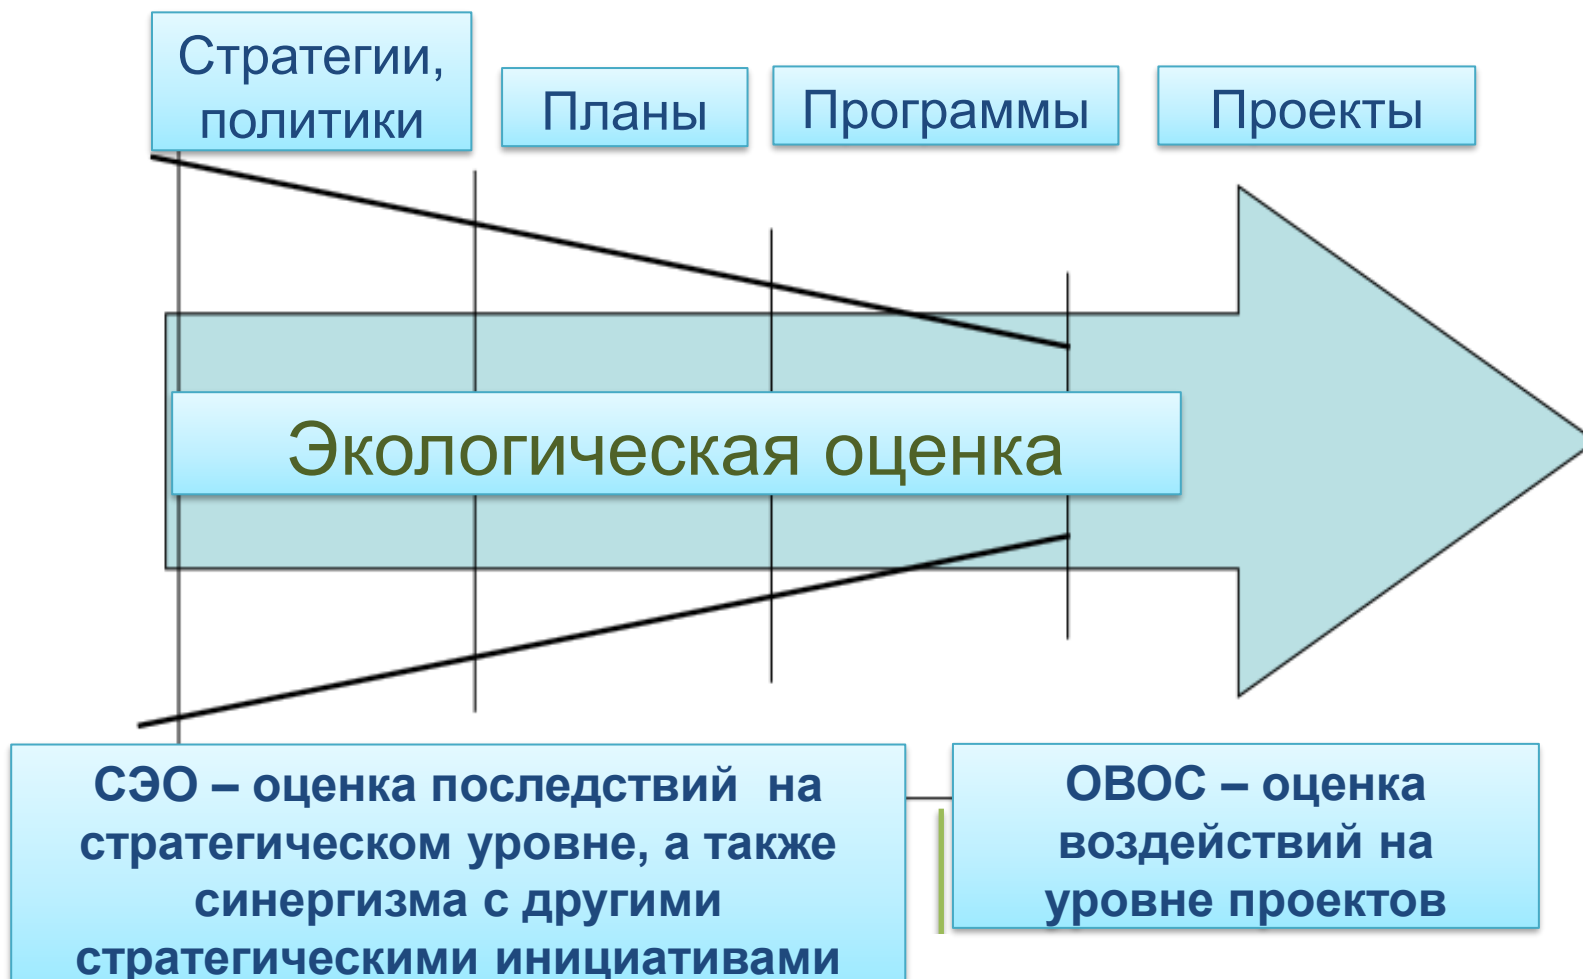 Стратегии,
политики
Планы
Программы
Проекты
Экологическая оценка
СЭО – оценка последствий на
стратегическом уровне, а также
синергизма с другими
стратегическими инициативами
ОВОС – оценка
воздействий на
уровне проектов